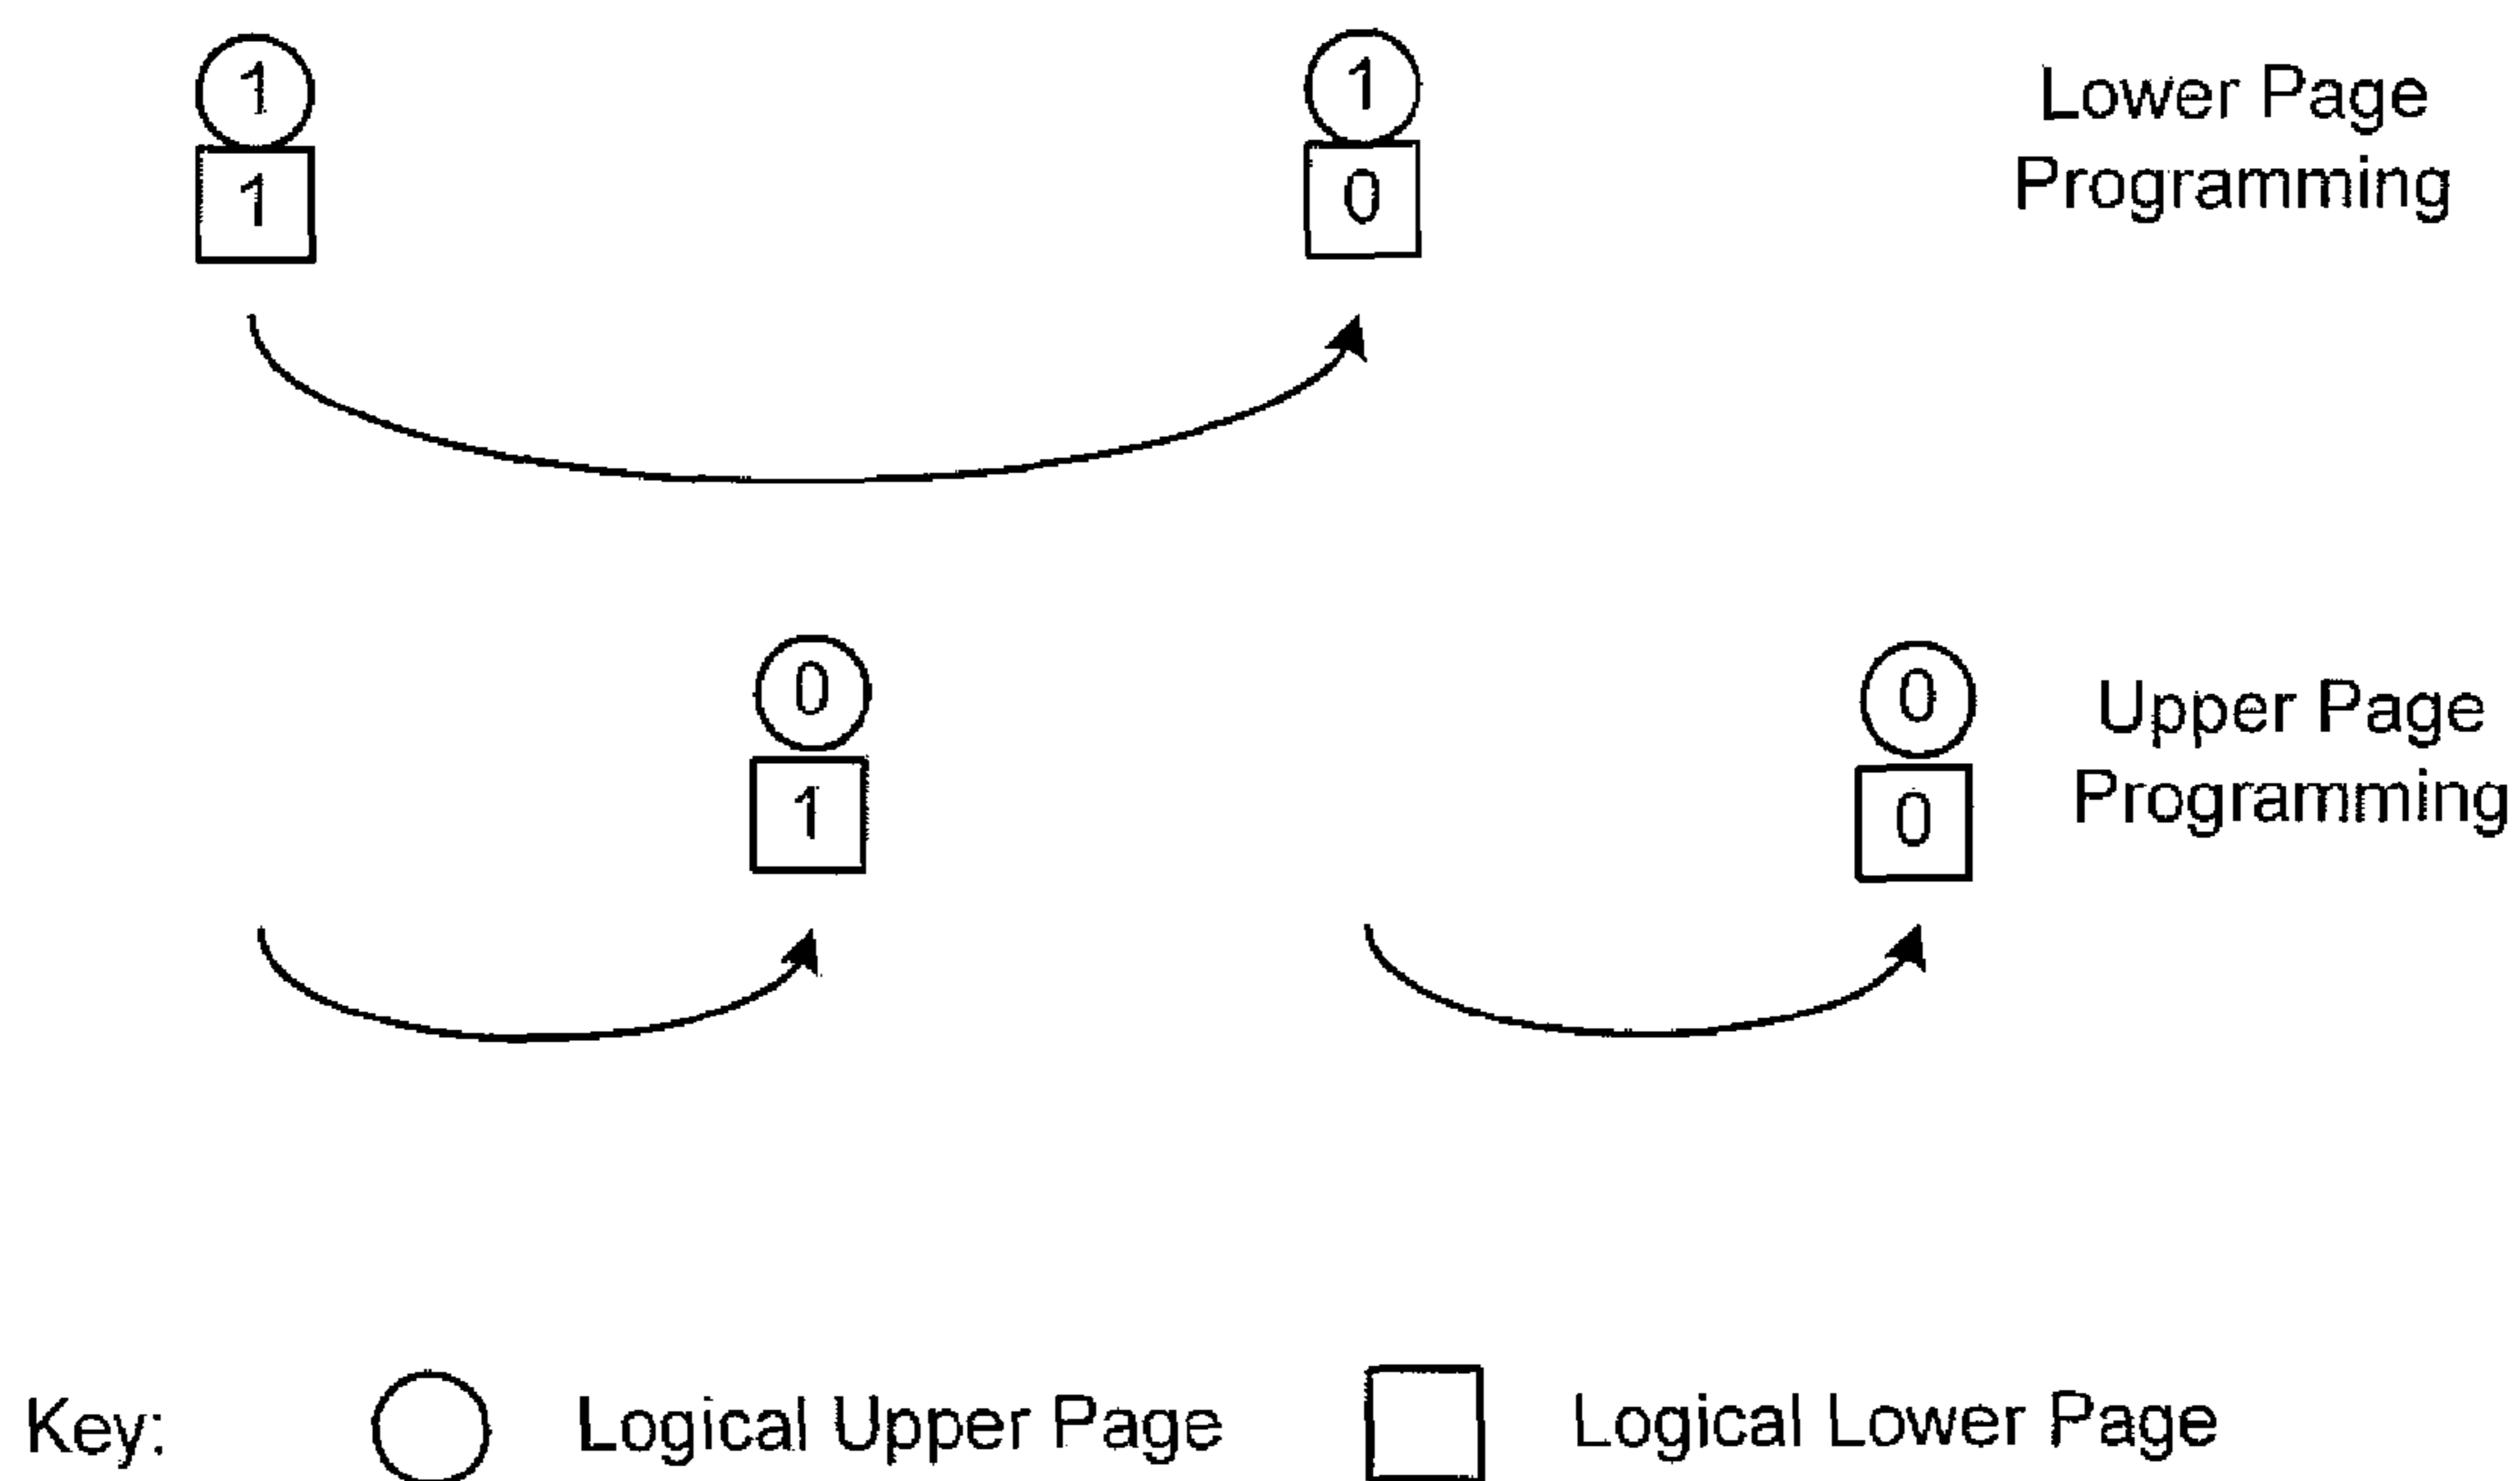 1 1 Lower Page
1 0 Programming
0 0 Upper Page
1 0 Programming
Key: Logical Upper Page Logical Lower Page